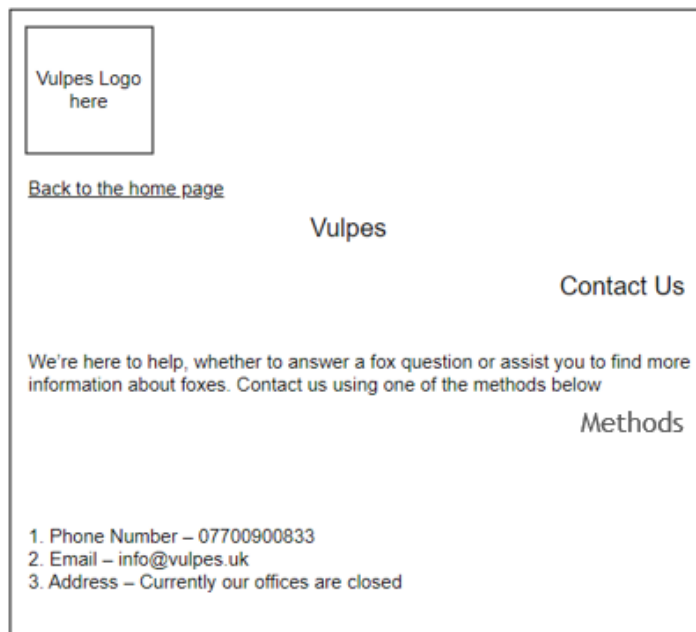 Vulpes Logo
here
Back to the home page
Vulpes
Contact Us
We’re here to help, whether to answer a fox question or assist you to find more
information about foxes. Contact us using one of the methods below
Methods
1. Phone Number – 07700900833
2. Email – info@vulpes.uk
3. Address – Currently our offices are closed